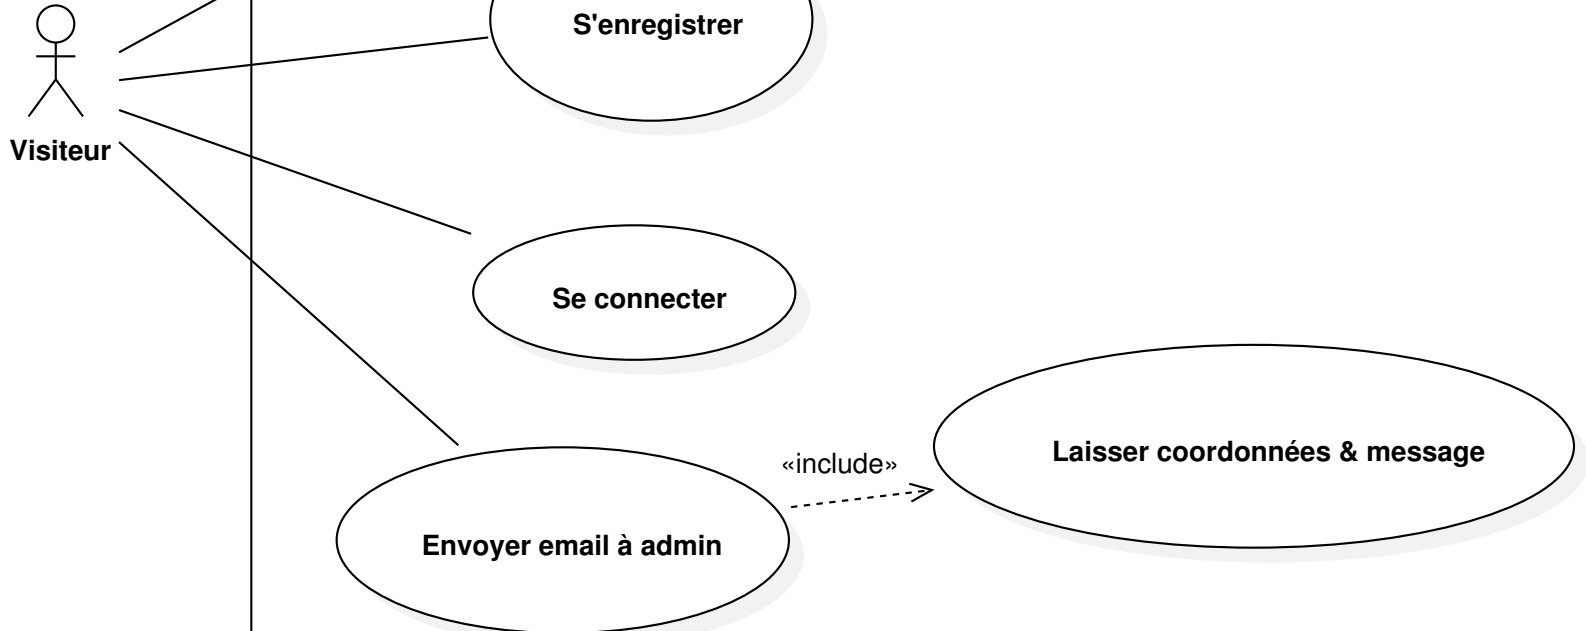 S'enregistrer
Visiteur
Se connecter
«include»
Laisser coordonnées & message
Envoyer email à admin